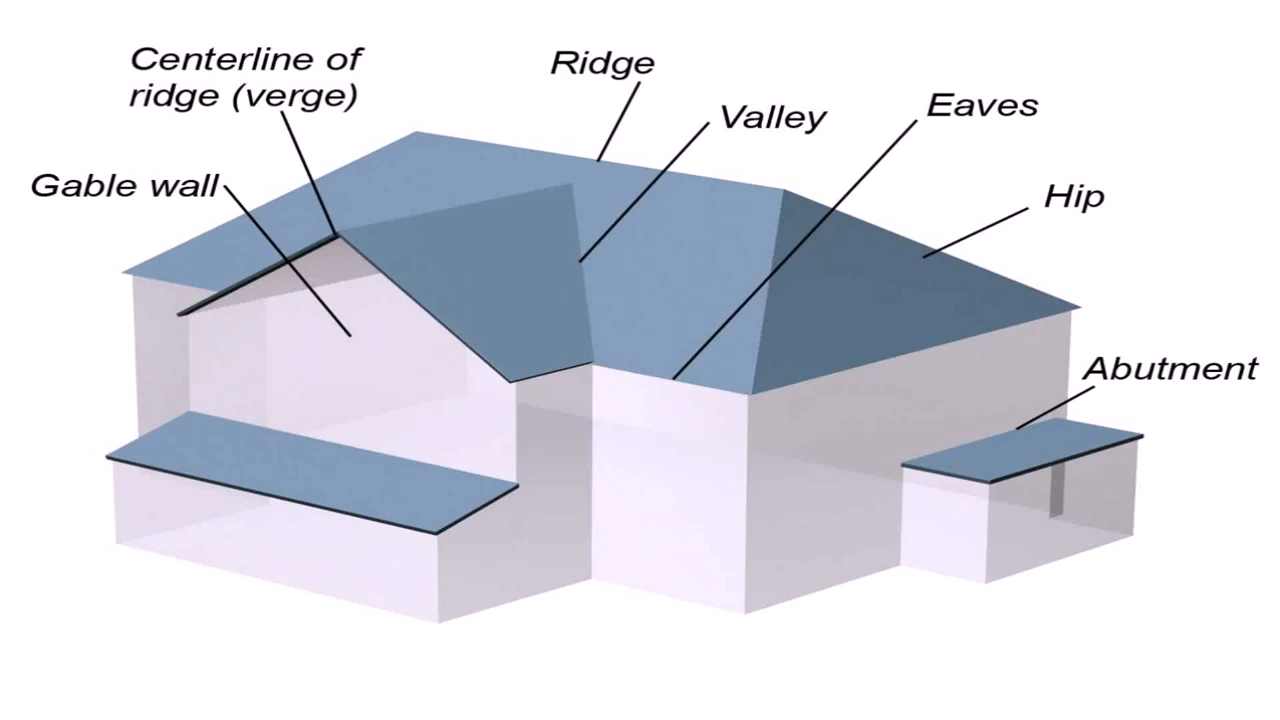 Centerline of
ridge (verge)
Ridge
Valley
Eaves
Gable wall
Hip
Abutment